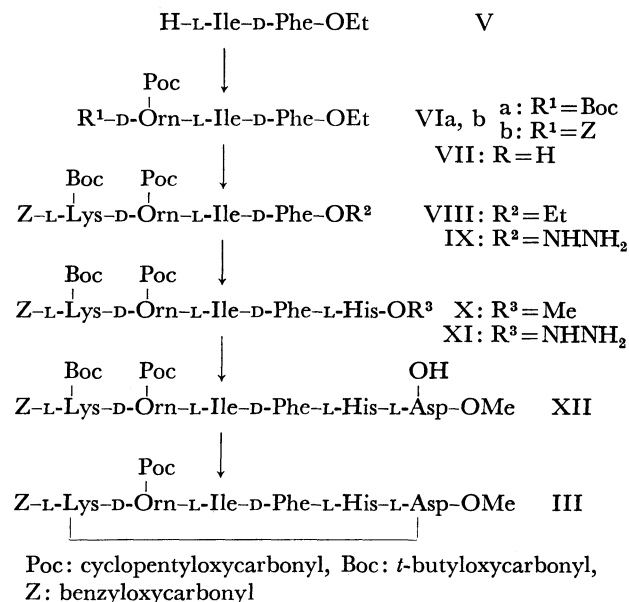 H–L-Ile–D-Phe–OEt V
Poc
R¹–D-Orn–L-Ile–D-Phe–OEt VIa, b a: R¹=Boc
b: R¹=Z
VII: R=H
Boc Poc
Z–L-Lys–D-Orn–L-Ile–D-Phe–OR² VIII: R²=Et
IX: R²=NHNH₂
Boc Poc
Z–L-Lys–D-Orn–L-Ile–D-Phe–L-His-OR³ X: R³=Me
XI: R³=NHNH₂
Boc Poc OH
Z–L-Lys–D-Orn–L-Ile–D-Phe–L-His–L-Asp–OMe XII
Poc
Z–L-Lys–D-Orn–L-Ile–D-Phe–L-His–L-Asp–OMe III
Poc: cyclopentyloxycarbonyl, Boc: t-butyloxycarbonyl,
Z: benzyloxycarbonyl